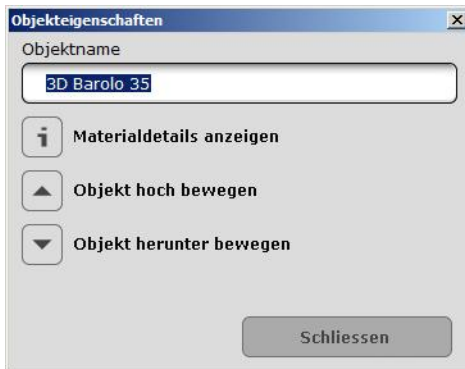 Objekteigenschaften
Objektname
3D Barolo 35
Materialdetails anzeigen
Objekt hoch bewegen
Objekt herunter bewegen
Schliessen